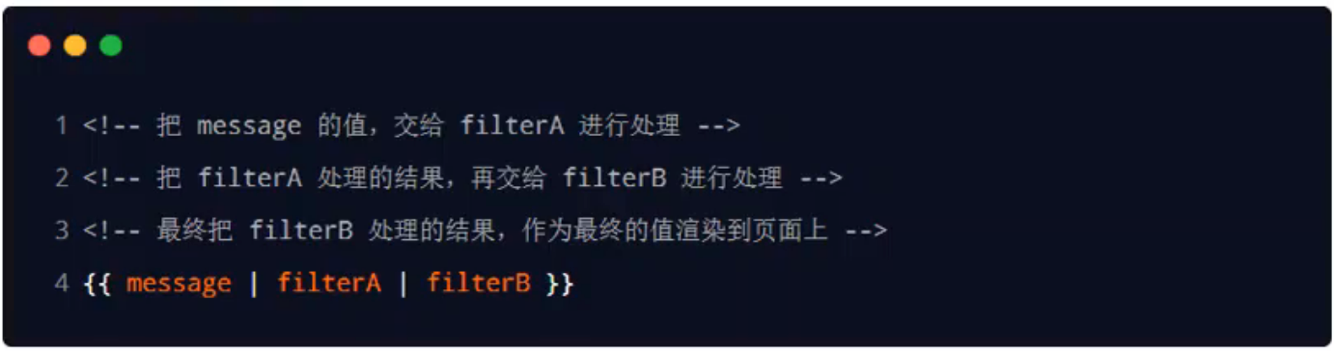 1 <!-- 把 message 的值，交给 filterA 进行处理 -->
2 <!-- 把 filterA 处理的结果，再交给 filterB 进行处理 -->
3 <!-- 最终把 filterB 处理的结果，作为最终的值渲染到页面上 -->
4 {{ message | filterA | filterB }}